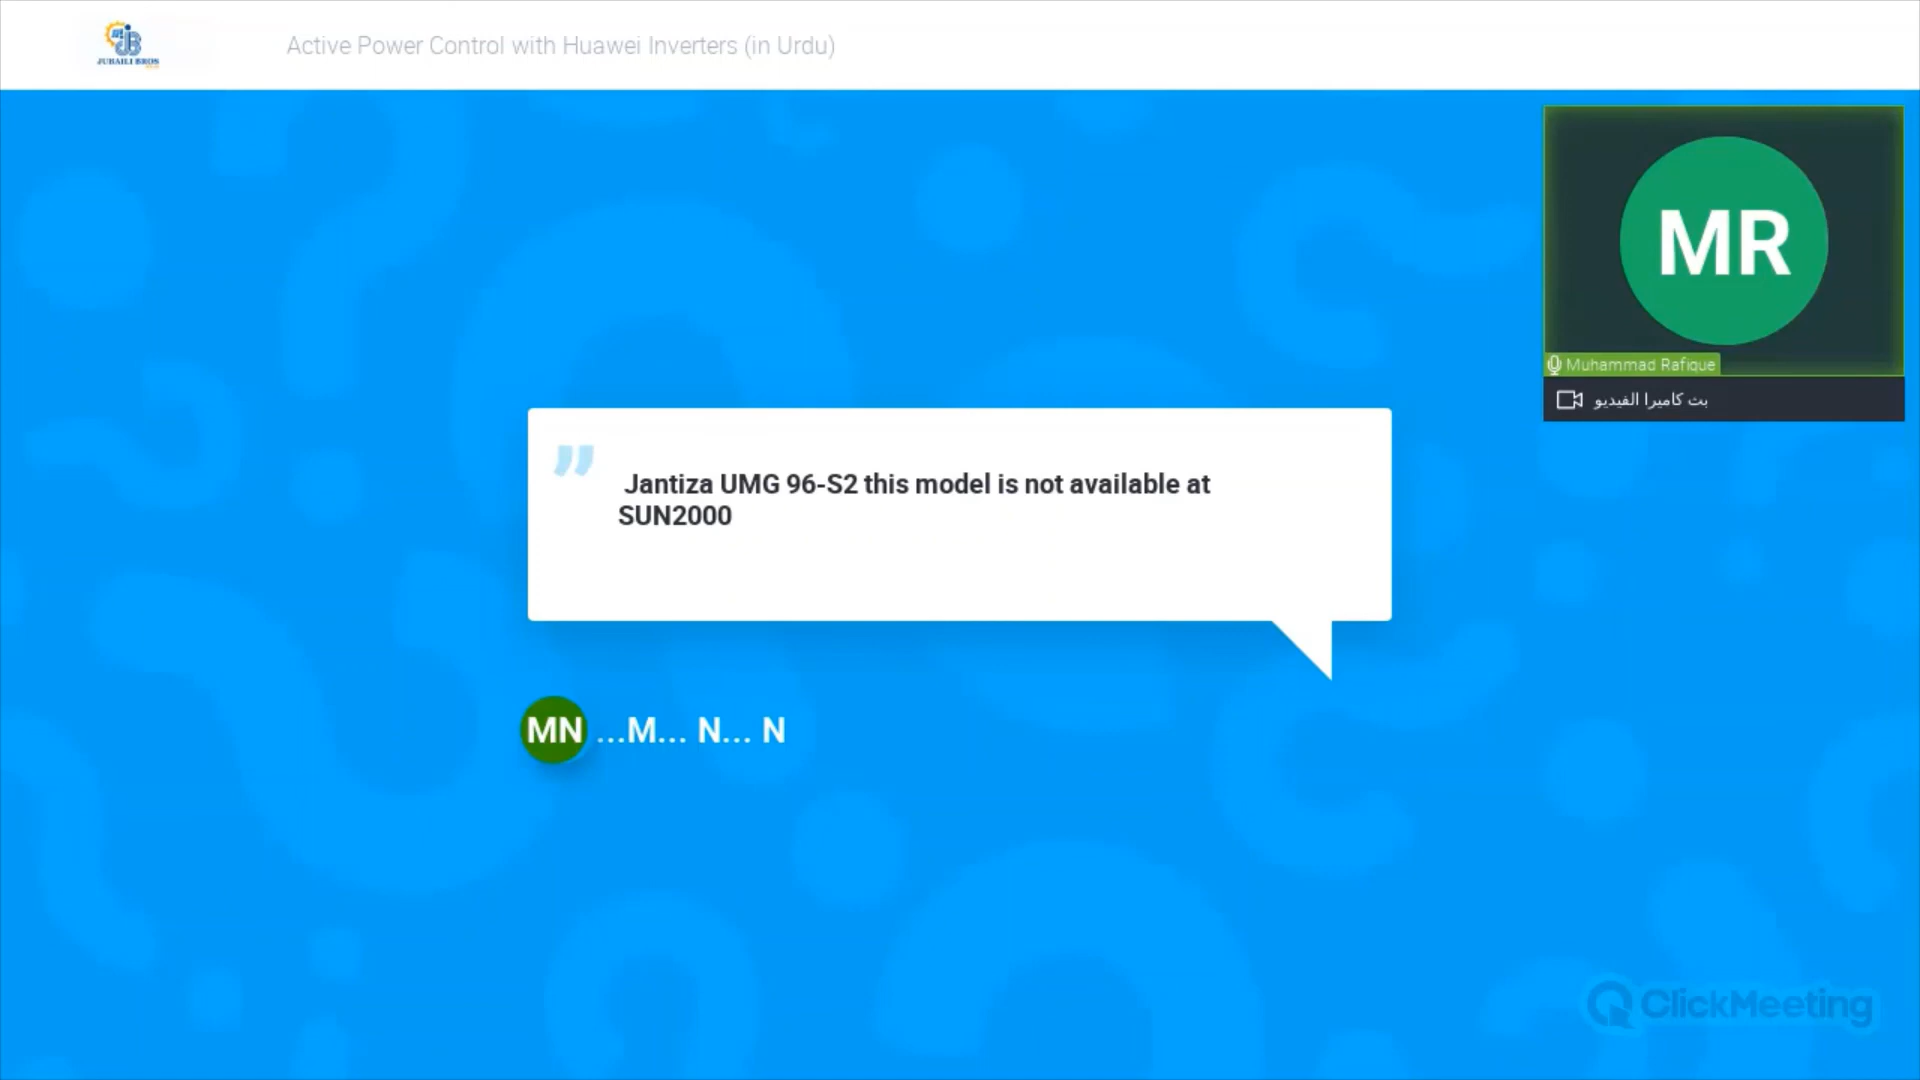 JUBAILI BROS
Active Power Control with Huawei Inverters (in Urdu)
MR
Muhammad Rafique
بث كاميرا الفيديو
Jantiza UMG 96-S2 this model is not available at
SUN2000
MN ...M... N... N
ClickMeeting